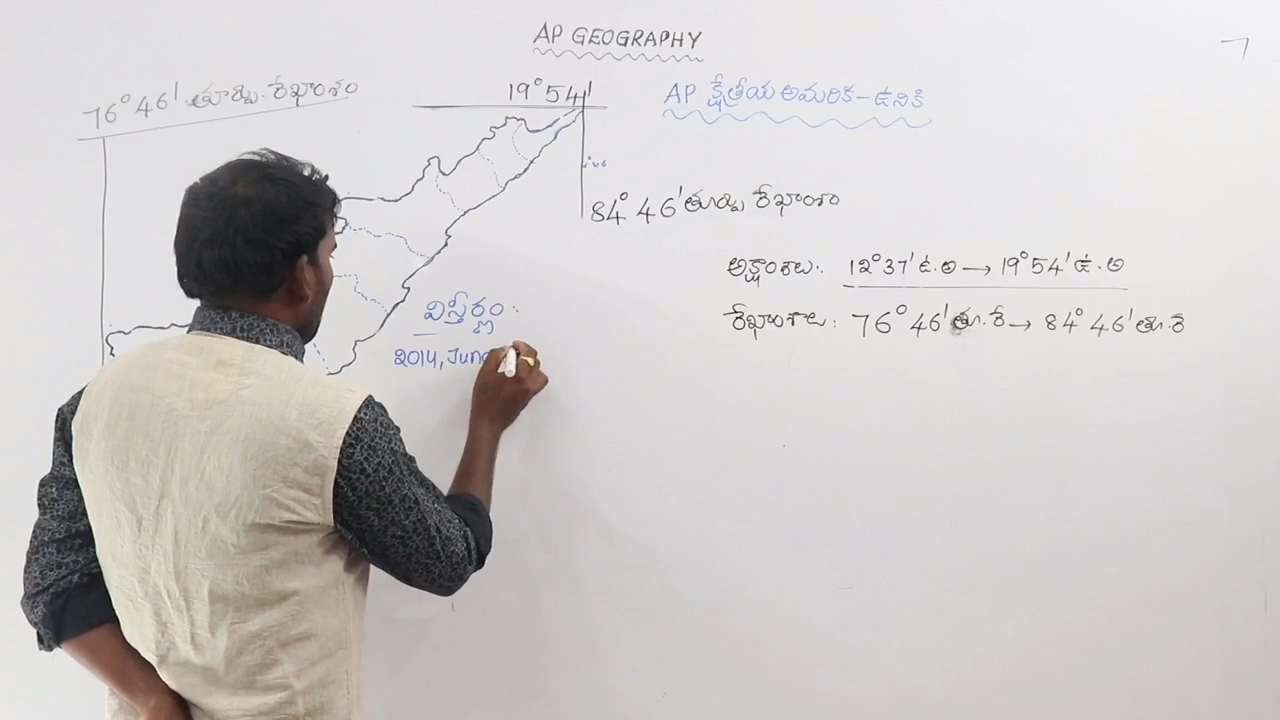 AP GEOGRAPHY
76° 46' తూర్పు రేఖాంశం
19° 54'
AP క్షేత్రీయ అమరిక - ఉనికి
84° 46' తూర్పు రేఖాంశం
అక్షాంశాలు: 12° 37' ఉ.అ → 19° 54' ఉ.అ
రేఖాంశాలు: 76° 46' తూ.రే → 84° 46' తూ.రే
విస్తీర్ణం:
2014, June